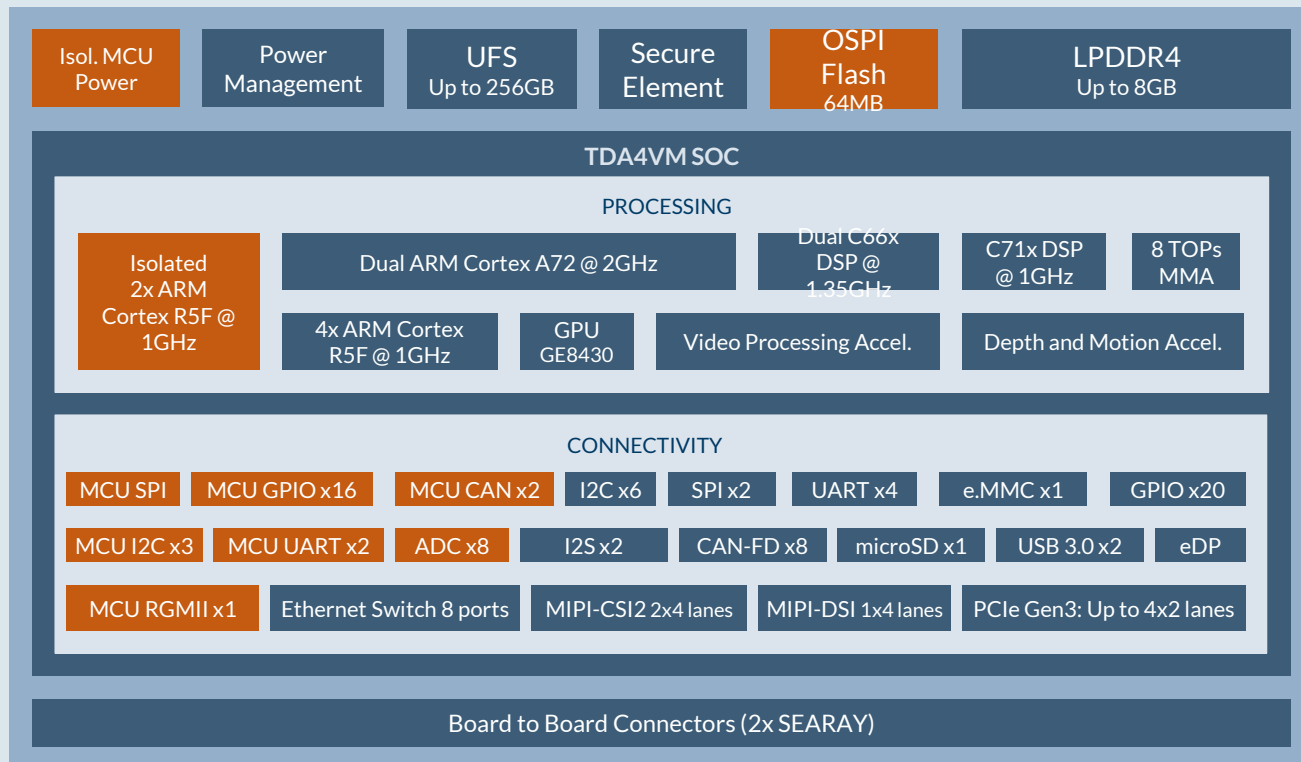 Isol. MCU
Power
Power
Management
UFS
Up to 256GB
Secure
Element
OSPI
Flash
64MB
LPDDR4
Up to 8GB
TDA4VM SOC
PROCESSING
Isolated
2x ARM
Cortex R5F @
1GHz
Dual ARM Cortex A72 @ 2GHz
Dual C66x
DSP @
1.35GHz
C71x DSP
@ 1GHz
8 TOPs
MMA
4x ARM Cortex
R5F @ 1GHz
GPU
GE8430
Video Processing Accel.
Depth and Motion Accel.
CONNECTIVITY
MCU SPI
MCU GPIO x16
MCU CAN x2
I2C x6
SPI x2
UART x4
e.MMC x1
GPIO x20
MCU I2C x3
MCU UART x2
ADC x8
I2S x2
CAN-FD x8
microSD x1
USB 3.0 x2
eDP
MCU RGMII x1
Ethernet Switch 8 ports
MIPI-CSI2 2x4 lanes
MIPI-DSI 1x4 lanes
PCIe Gen3: Up to 4x2 lanes
Board to Board Connectors (2x SEARAY)